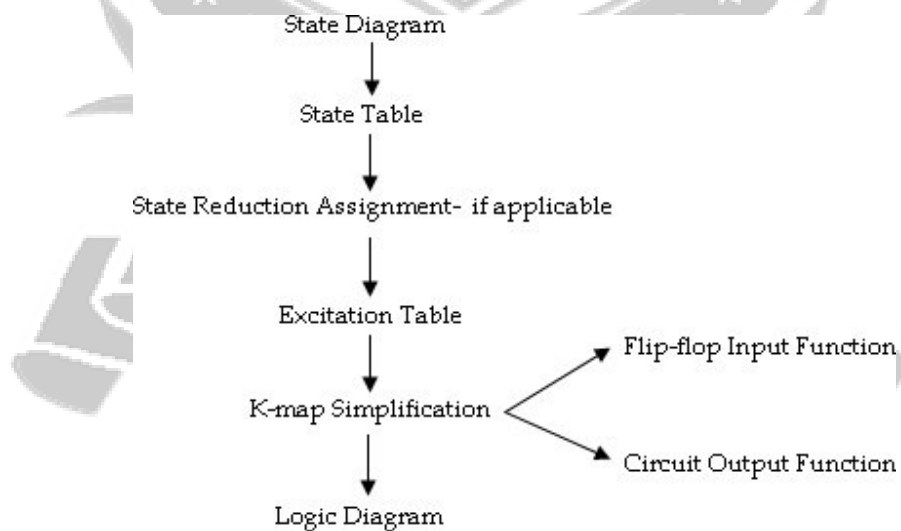 State Diagram
State Table
State Reduction Assignment- if applicable
Excitation Table
Flip-flop Input Function
K-map Simplification
Circuit Output Function
Logic Diagram